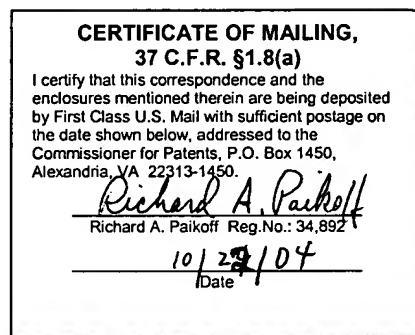 CERTIFICATE OF MAILING,
37 C.F.R. §1.8(a)
I certify that this correspondence and the
enclosures mentioned therein are being deposited
by First Class U.S. Mail with sufficient postage on
the date shown below, addressed to the
Commissioner for Patents, P.O. Box 1450,
Alexandria, VA 22313-1450.
Richard A. Paikoff
Richard A. Paikoff Reg.No.: 34,892
10/ /04
Date